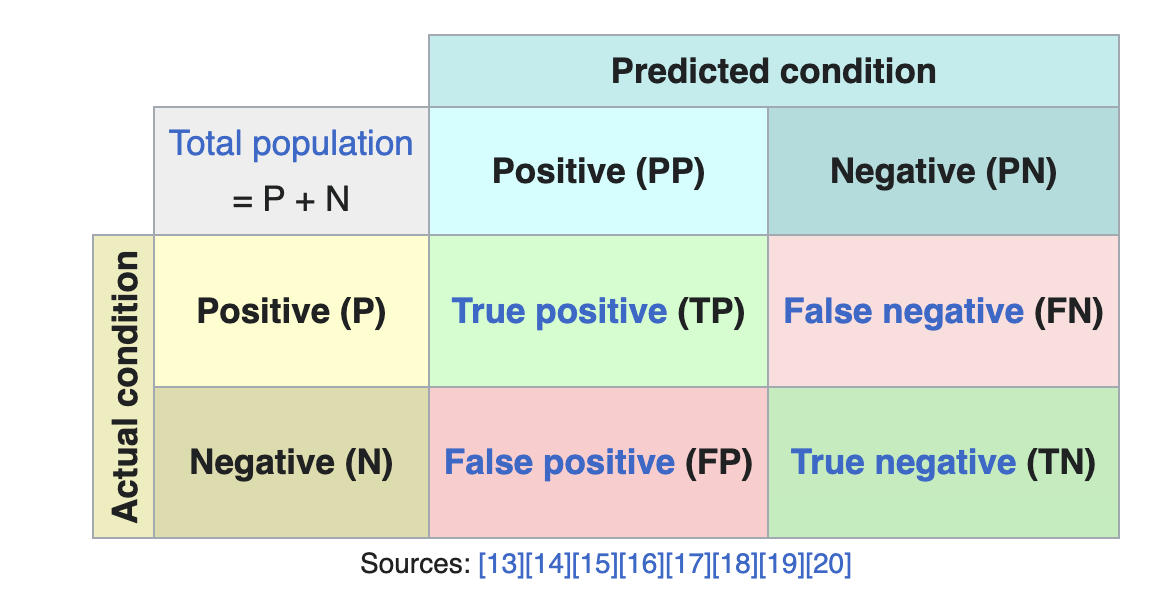 Predicted condition
Total population
= P + N
Positive (PP)
Negative (PN)
Actual condition
Positive (P)
True positive (TP)
False negative (FN)
Negative (N)
False positive (FP)
True negative (TN)
Sources: [13][14][15][16][17][18][19][20]